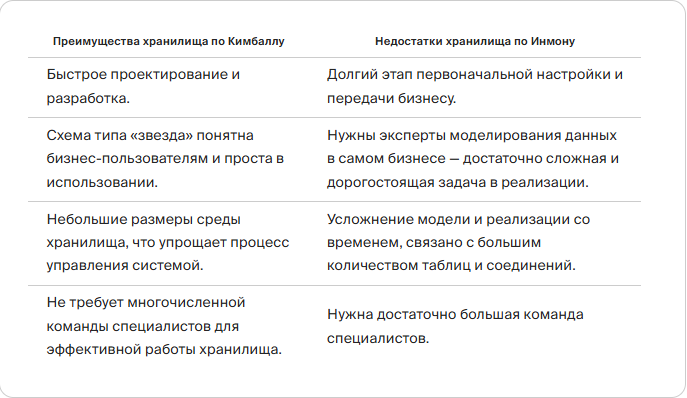 Преимущества хранилища по Кимбаллу
Недостатки хранилища по Инмону
Быстрое проектирование и
разработка.
Долгий этап первоначальной настройки и
передачи бизнесу.
Схема типа «звезда» понятна
бизнес-пользователям и проста в
использовании.
Нужны эксперты моделирования данных
в самом бизнесе — достаточно сложная и
дорогостоящая задача в реализации.
Небольшие размеры среды
хранилища, что упрощает процесс
управления системой.
Усложнение модели и реализации со
временем, связано с большим
количеством таблиц и соединений.
Не требует многочисленной
команды специалистов для
эффективной работы хранилища.
Нужна достаточно большая команда
специалистов.